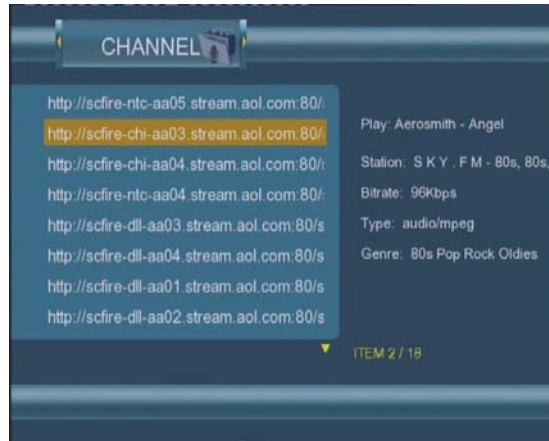 CHANNEL
http://scfire-ntc-aa05.stream.aol.com:80/s
http://scfire-chi-aa03.stream.aol.com:80/s
http://scfire-chi-aa04.stream.aol.com:80/s
http://scfire-ntc-aa04.stream.aol.com:80/s
http://scfire-dll-aa03.stream.aol.com:80/s
http://scfire-dll-aa04.stream.aol.com:80/s
http://scfire-dll-aa01.stream.aol.com:80/s
http://scfire-dll-aa02.stream.aol.com:80/s
Play: Aerosmith - Angel
Station: S K Y . F M - 80s, 80s,
Bitrate: 96Kbps
Type: audio/mpeg
Genre: 80s Pop Rock Oldies
ITEM 2 / 18